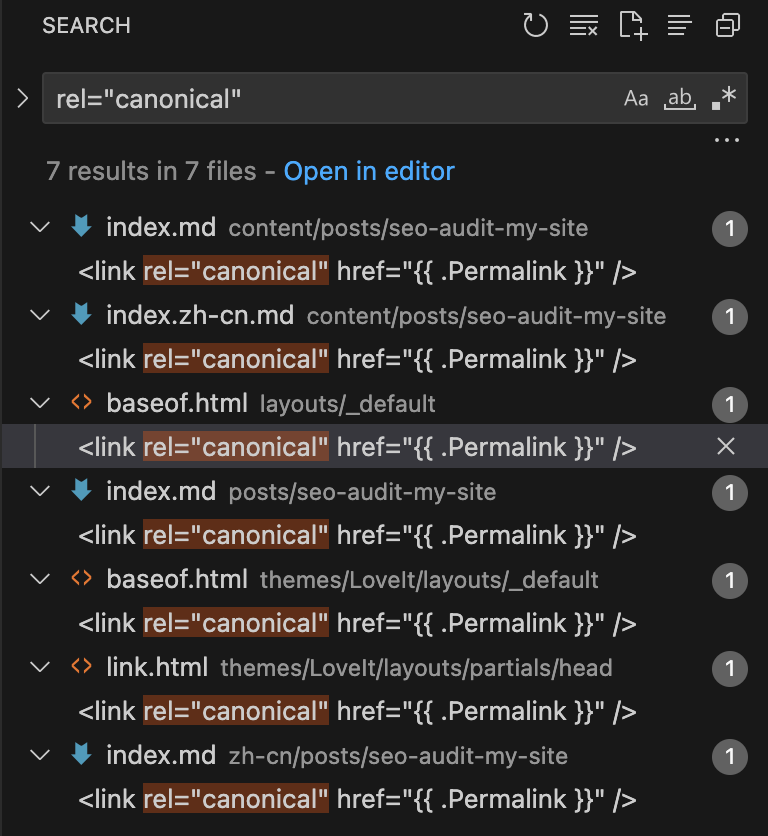 SEARCH
rel="canonical"
Aa ab *
7 results in 7 files - Open in editor
index.md content/posts/seo-audit-my-site 1
<link rel="canonical" href="{{ .Permalink }}" />
index.zh-cn.md content/posts/seo-audit-my-site 1
<link rel="canonical" href="{{ .Permalink }}" />
baseof.html layouts/_default 1
<link rel="canonical" href="{{ .Permalink }}" />
index.md posts/seo-audit-my-site 1
<link rel="canonical" href="{{ .Permalink }}" />
baseof.html themes/LoveIt/layouts/_default 1
<link rel="canonical" href="{{ .Permalink }}" />
link.html themes/LoveIt/layouts/partials/head 1
<link rel="canonical" href="{{ .Permalink }}" />
index.md zh-cn/posts/seo-audit-my-site 1
<link rel="canonical" href="{{ .Permalink }}" />